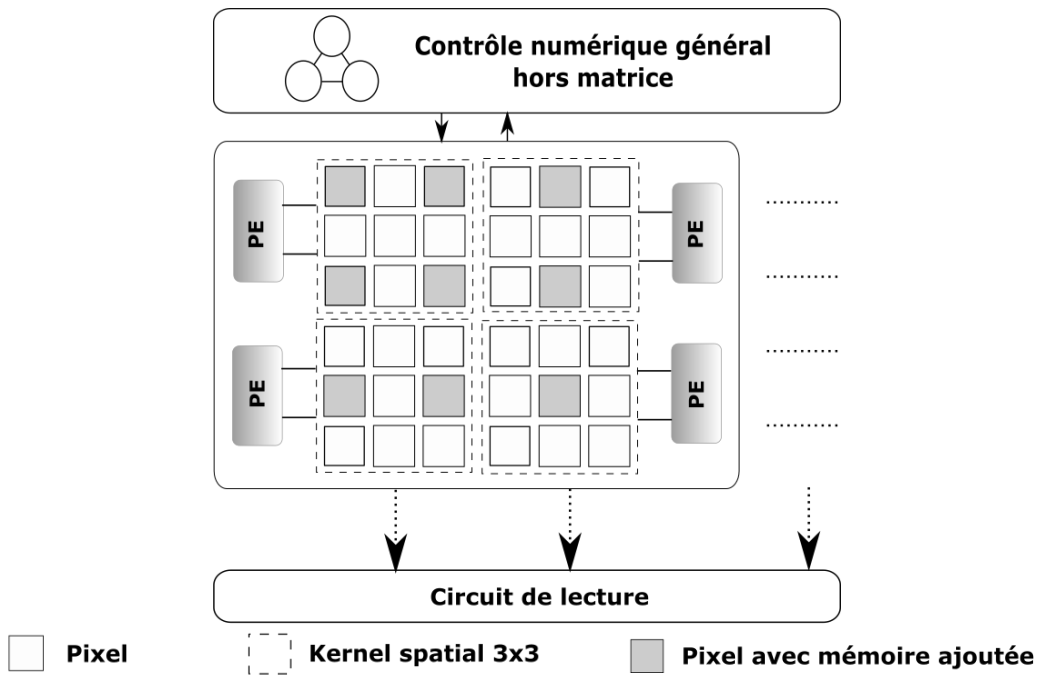 Contrôle numérique général
hors matrice
PE
PE
PE
PE
Circuit de lecture
Pixel
Kernel spatial 3x3
Pixel avec mémoire ajoutée